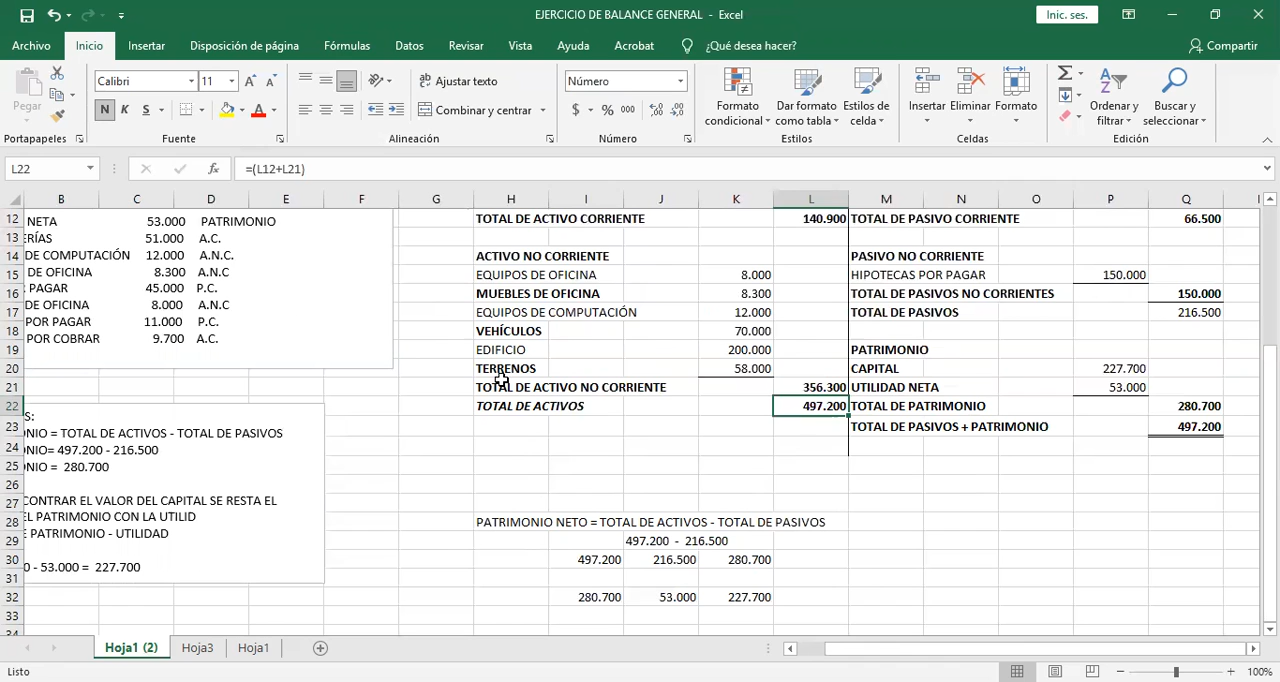 EJERCICIO DE BALANCE GENERAL - Excel
Inic. ses.
Archivo Inicio Insertar Disposición de página Fórmulas Datos Revisar Vista Ayuda Acrobat ¿Qué desea hacer? Compartir
Pegar
Calibri 11
N K S
Ajustar texto
Combinar y centrar
Número
$ % 000
Formato condicional
Dar formato como tabla
Estilos de celda
Insertar Eliminar Formato
Ordenar y filtrar
Buscar y seleccionar
Portapapeles Fuente Alineación Número Estilos Celdas Edición
L22 fx =(L12+L21)
B C D E F G H I J K L M N O P Q
12 NETA 53.000 PATRIMONIO TOTAL DE ACTIVO CORRIENTE 140.900 TOTAL DE PASIVO CORRIENTE 66.500
13 ERÍAS 51.000 A.C.
14 DE COMPUTACIÓN 12.000 A.N.C. ACTIVO NO CORRIENTE PASIVO NO CORRIENTE
15 DE OFICINA 8.300 A.N.C EQUIPOS DE OFICINA 8.000 HIPOTECAS POR PAGAR 150.000
16 PAGAR 45.000 P.C. MUEBLES DE OFICINA 8.300 TOTAL DE PASIVOS NO CORRIENTES 150.000
17 DE OFICINA 8.000 A.N.C EQUIPOS DE COMPUTACIÓN 12.000 TOTAL DE PASIVOS 216.500
18 POR PAGAR 11.000 P.C. VEHÍCULOS 70.000
19 POR COBRAR 9.700 A.C. EDIFICIO 200.000 PATRIMONIO
20 TERRENOS 58.000 CAPITAL 227.700
21 TOTAL DE ACTIVO NO CORRIENTE 356.300 UTILIDAD NETA 53.000
22 S: TOTAL DE ACTIVOS 497.200 TOTAL DE PATRIMONIO 280.700
23 ONIO = TOTAL DE ACTIVOS - TOTAL DE PASIVOS TOTAL DE PASIVOS + PATRIMONIO 497.200
24 ONIO= 497.200 - 216.500
25 ONIO = 280.700
26
27 CONTRAR EL VALOR DEL CAPITAL SE RESTA EL
28 EL PATRIMONIO CON LA UTILID PATRIMONIO NETO = TOTAL DE ACTIVOS - TOTAL DE PASIVOS
29 E PATRIMONIO - UTILIDAD 497.200 - 216.500
30 497.200 216.500 280.700
31 0 - 53.000 = 227.700
32 280.700 53.000 227.700
33
34
Hoja1 (2) Hoja3 Hoja1
Listo 100%